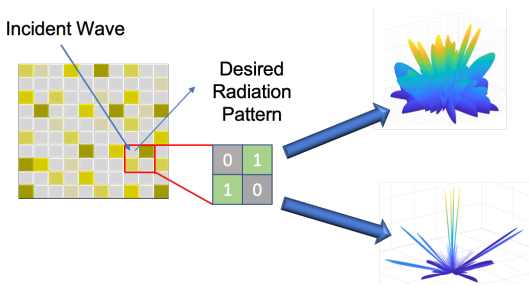 Incident Wave
Desired
Radiation
Pattern
0 1
1 0